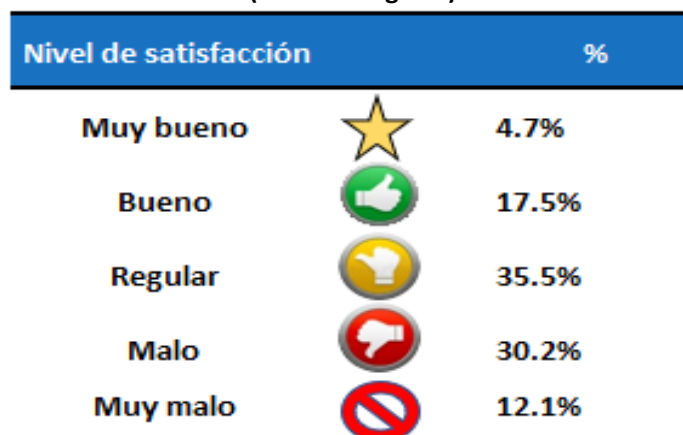 Nivel de satisfacción %
Muy bueno 4.7%
Bueno 17.5%
Regular 35.5%
Malo 30.2%
Muy malo 12.1%